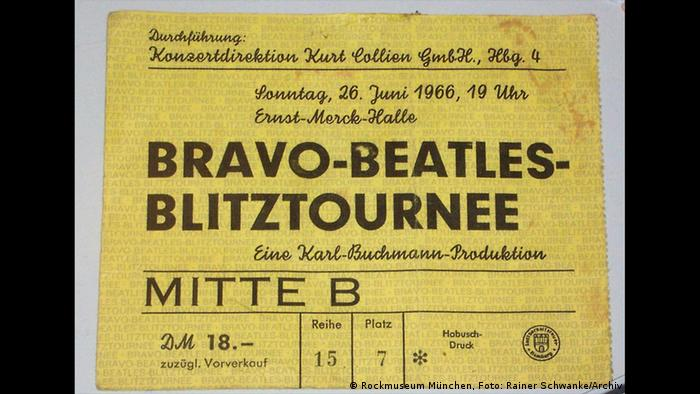 Durchführung:
Konzertdirektion Kurt Collien GmbH., Hbg. 4
Sonntag, 26. Juni 1966, 19 Uhr
Ernst-Merck-Halle
BRAVO-BEATLES-
BLITZTOURNEE
Eine Karl-Buchmann-Produktion
MITTE B
DM 18.–
zuzügl. Vorverkauf
Reihe
15
Platz
7
*
Hobusch-
Druck
© Rockmuseum München, Foto: Rainer Schwanke/Archiv